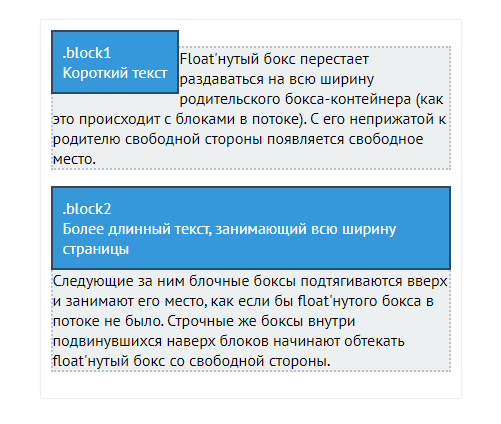 .block1
Короткий текст
Float'нутый бокс перестает
раздаваться на всю ширину
родительского бокса-контейнера (как
это происходит с блоками в потоке). С его неприжатой к
родителю свободной стороны появляется свободное
место.
.block2
Более длинный текст, занимающий всю ширину
страницы
Следующие за ним блочные боксы подтягиваются вверх
и занимают его место, как если бы float'нутого бокса в
потоке не было. Строчные же боксы внутри
подвинувшихся наверх блоков начинают обтекать
float'нутый бокс со свободной стороны.